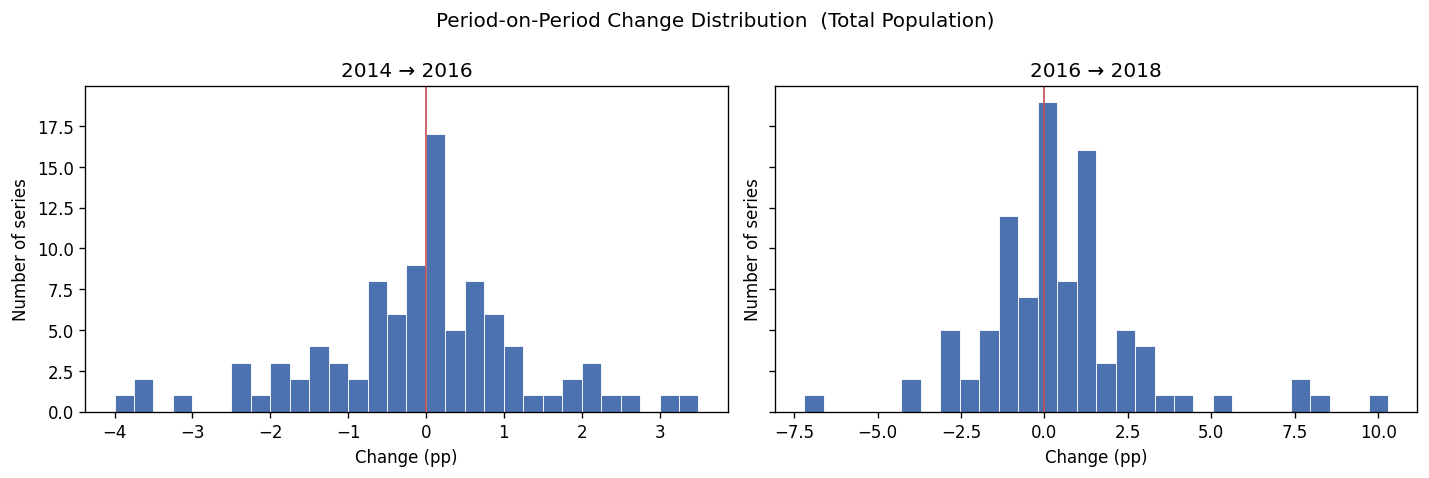 Period-on-Period Change Distribution  (Total Population)
2014 → 2016
2016 → 2018
Number of series
17.5
15.0
12.5
10.0
7.5
5.0
2.5
0.0
−4 −3 −2 −1 0 1 2 3
Change (pp)
Number of series
−7.5 −5.0 −2.5 0.0 2.5 5.0 7.5 10.0
Change (pp)